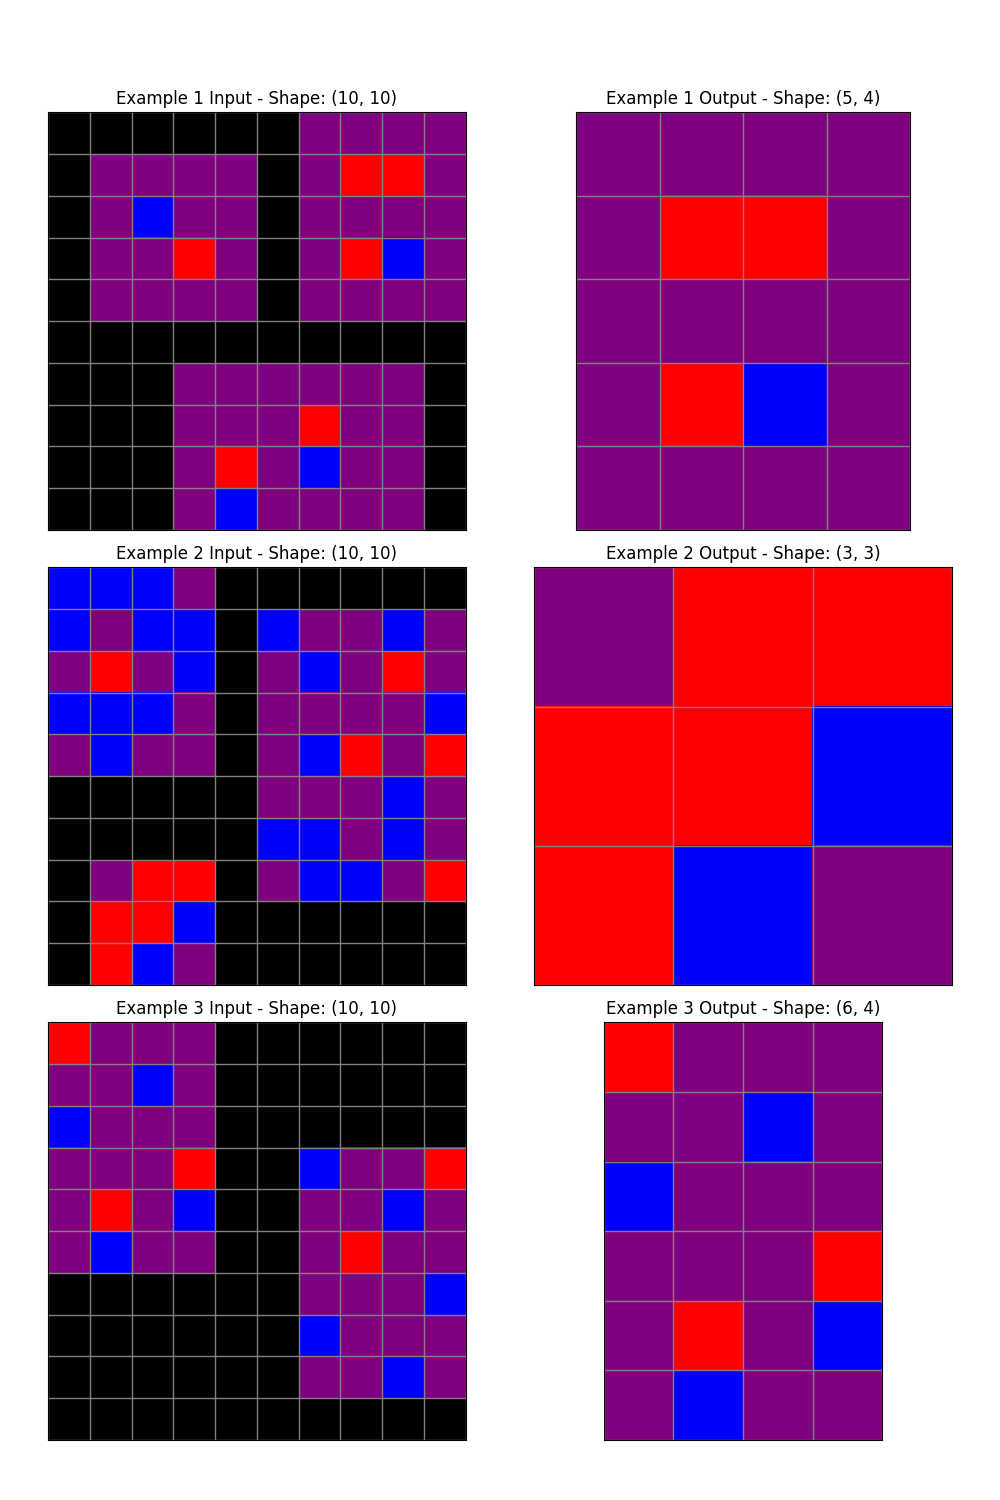 Example 1 Input - Shape: (10, 10)
Example 1 Output - Shape: (5, 4)
Example 2 Input - Shape: (10, 10)
Example 2 Output - Shape: (3, 3)
Example 3 Input - Shape: (10, 10)
Example 3 Output - Shape: (6, 4)